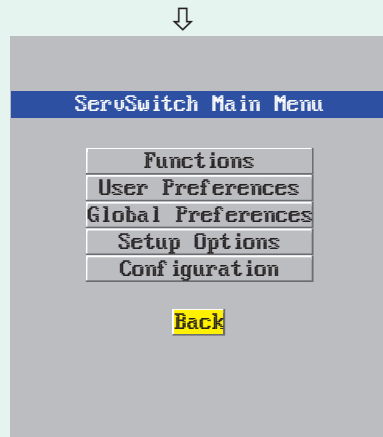 ⇩
ServSwitch Main Menu
Functions
User Preferences
Global Preferences
Setup Options
Configuration
Back